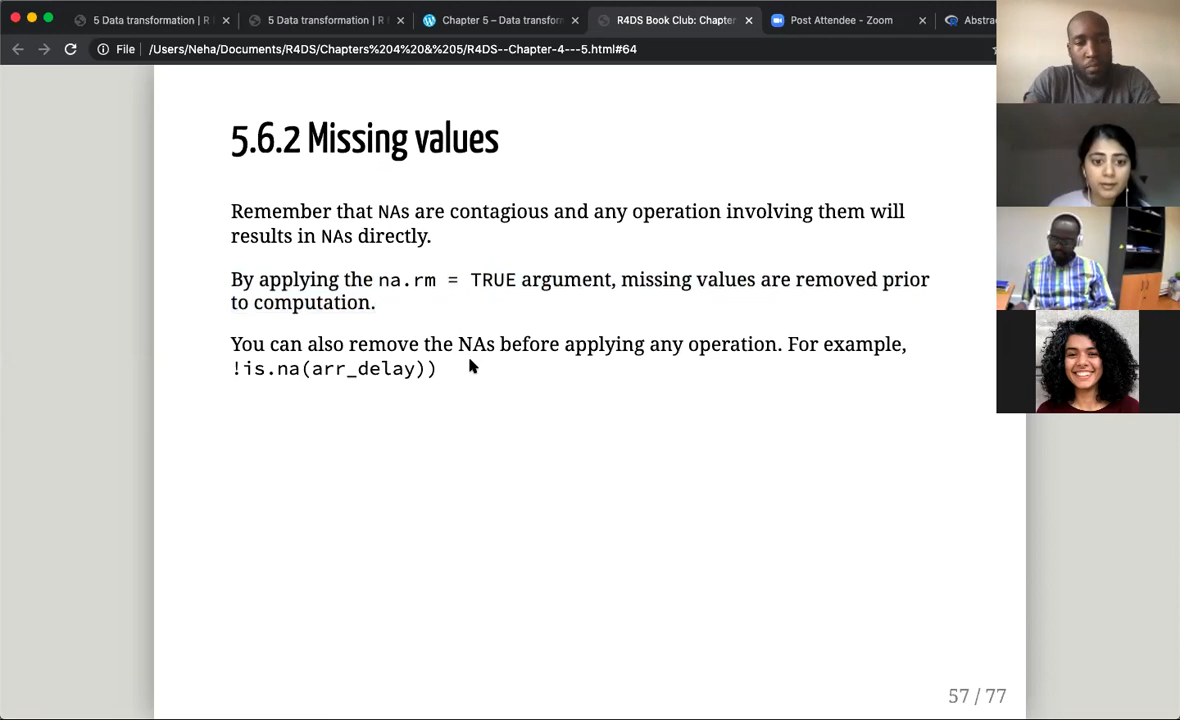 5 Data transformation | R
5 Data transformation | R
Chapter 5 – Data transform
R4DS Book Club: Chapter
Post Attendee - Zoom
Abstrac
File
/Users/Neha/Documents/R4DS/Chapters%204%20&%205/R4DS--Chapter-4---5.html#64
5.6.2 Missing values
Remember that NAs are contagious and any operation involving them will
results in NAs directly.
By applying the na.rm = TRUE argument, missing values are removed prior
to computation.
You can also remove the NAs before applying any operation. For example,
!is.na(arr_delay))
57 / 77